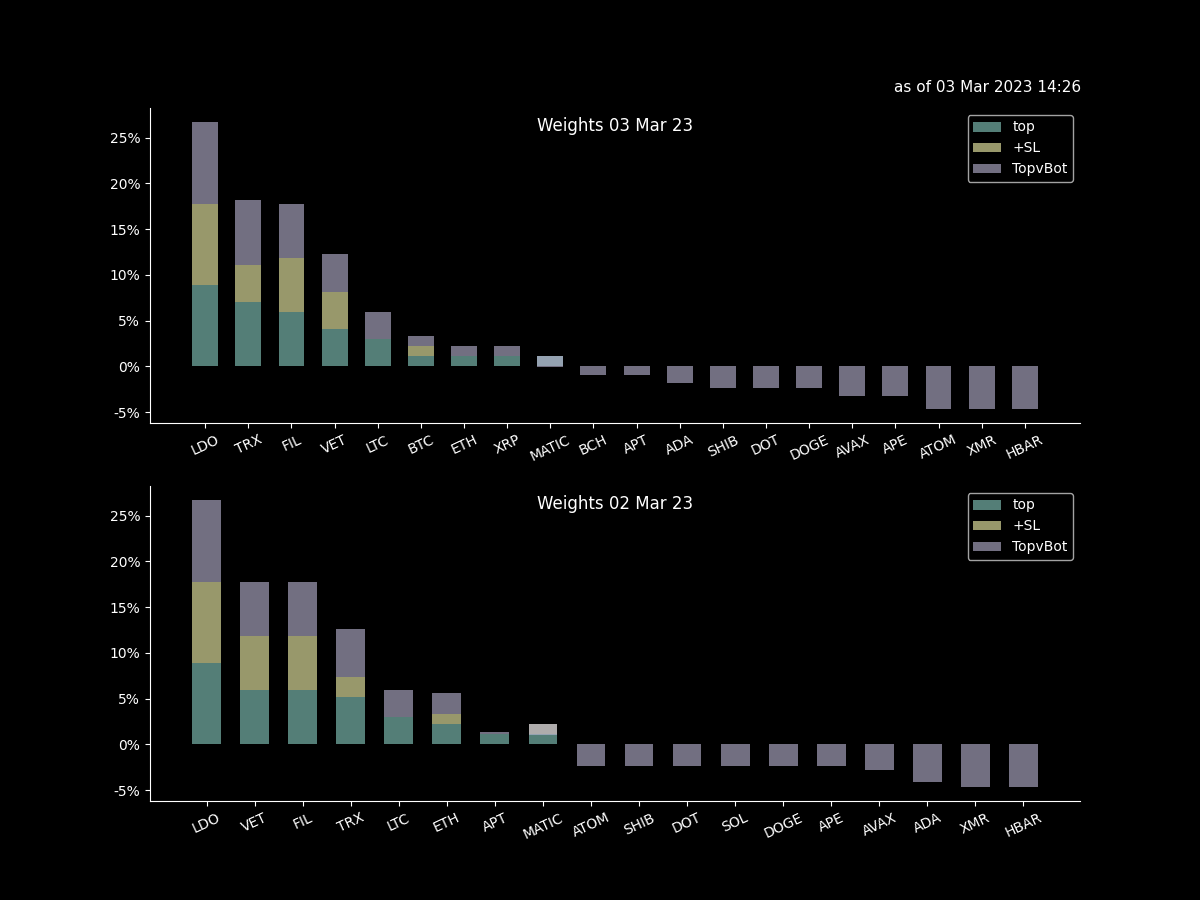 as of 03 Mar 2023 14:26
Weights 03 Mar 23
top
+SL
TopvBot
25%
20%
15%
10%
5%
0%
-5%
LDO TRX FIL VET LTC BTC ETH XRP MATIC BCH APT ADA SHIB DOT DOGE AVAX APE ATOM XMR HBAR
Weights 02 Mar 23
top
+SL
TopvBot
25%
20%
15%
10%
5%
0%
-5%
LDO VET FIL TRX LTC ETH APT MATIC ATOM SHIB DOT SOL DOGE APE AVAX ADA XMR HBAR